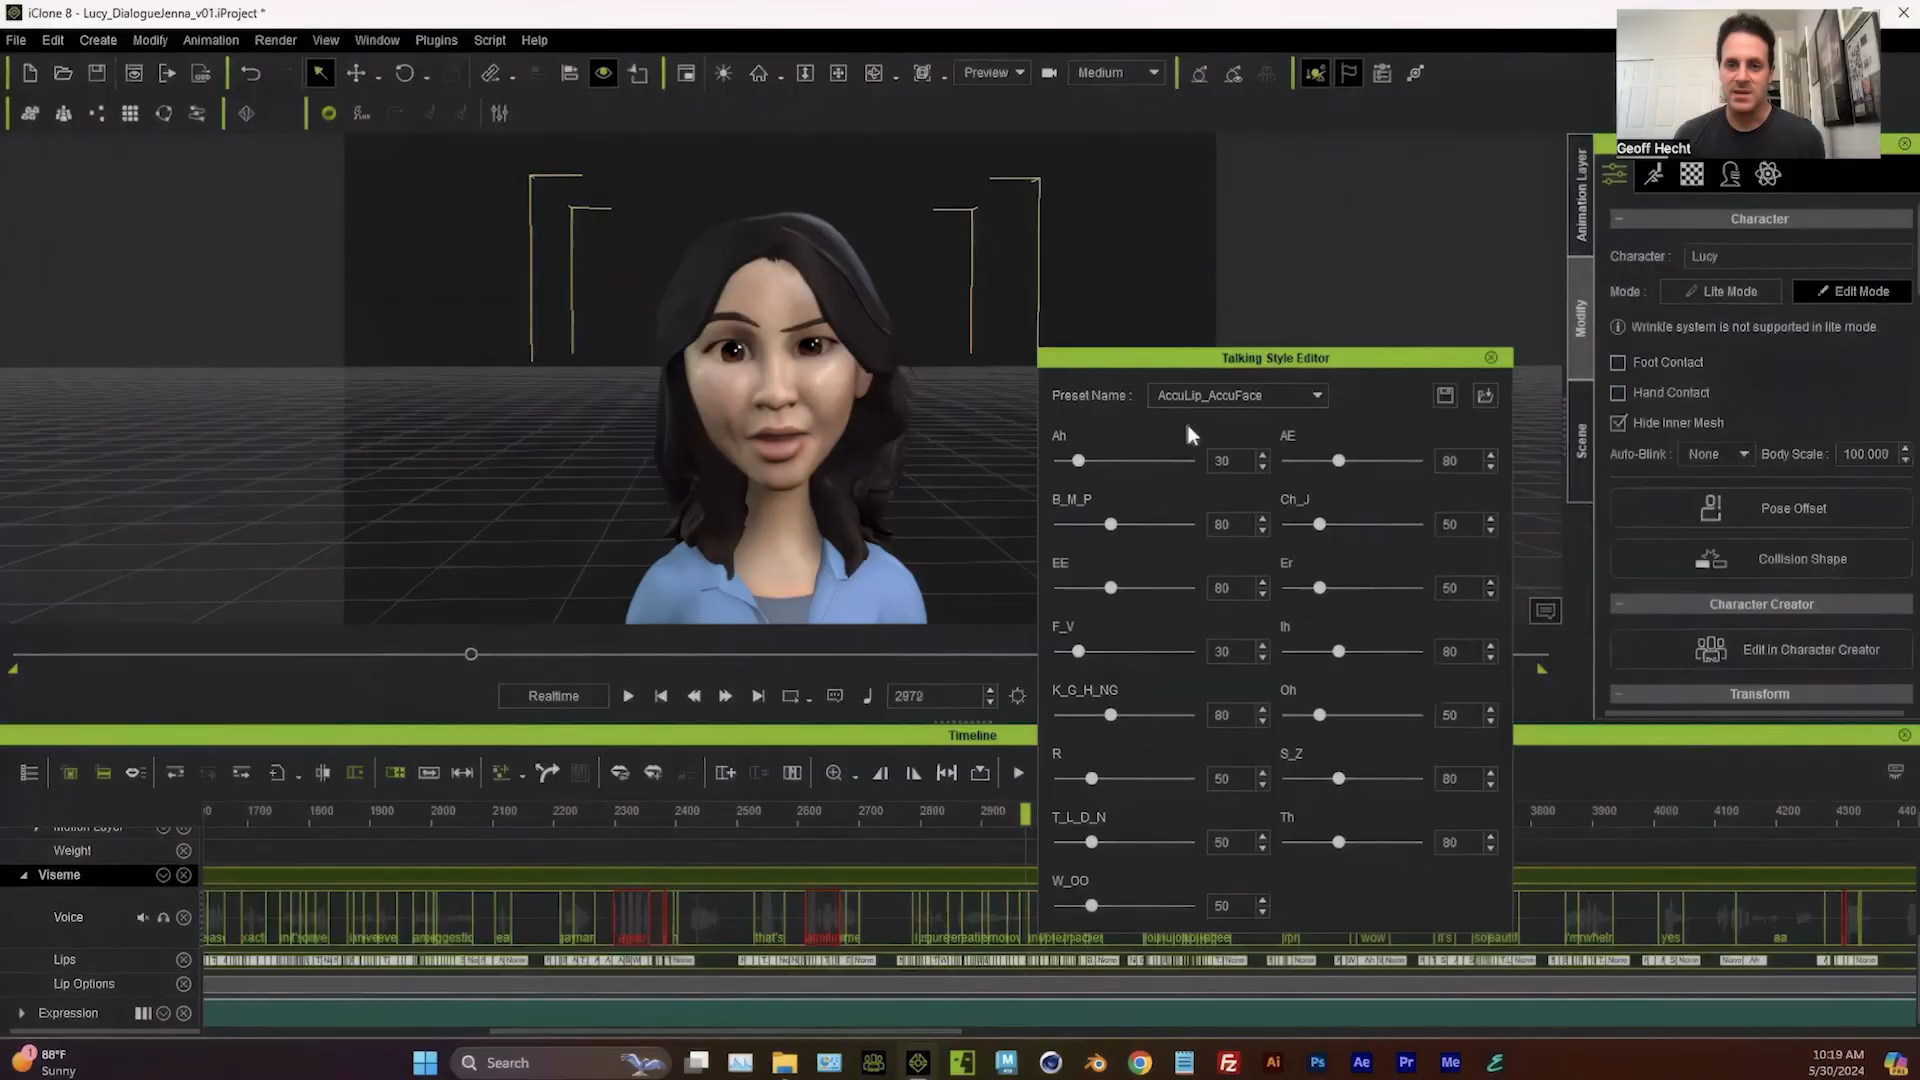 iClone 8 - Lucy_DialogueJenna_v01.iProject *
File Edit Create Modify Animation Render View Window Plugins Script Help
Preview Medium
Geoff Hecht
Animation Layer
Modify
Scene
Character
Character : Lucy
Mode : Lite Mode Edit Mode
Wrinkle system is not supported in lite mode.
Foot Contact
Hand Contact
Hide Inner Mesh
Auto-Blink : None Body Scale : 100.000
Pose Offset
Collision Shape
Character Creator
Edit in Character Creator
Transform
Talking Style Editor
Preset Name : AccuLip_AccuFace
Ah AE
30 80
B_M_P Ch_J
80 50
EE Er
80 50
F_V Ih
30 80
K_G_H_NG Oh
80 50
R S_Z
50 80
T_L_D_N Th
50 80
W_OO
50
Realtime 2972
Timeline
1700 1800 1900 2000 2100 2200 2300 2400 2500 2600 2700 2800 2900 3800 3900 4000 4100 4200 4300 440
Motion Layer
Weight
Viseme
Voice
that's wow it's yes
Lips
Lip Options
Expression
88°F
Sunny
Search
10:19 AM
5/30/2024